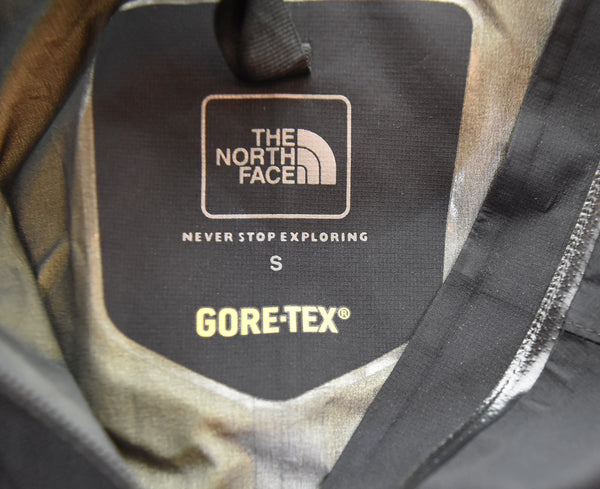 THE
NORTH
FACE
NEVER STOP EXPLORING
S
GORE-TEX®